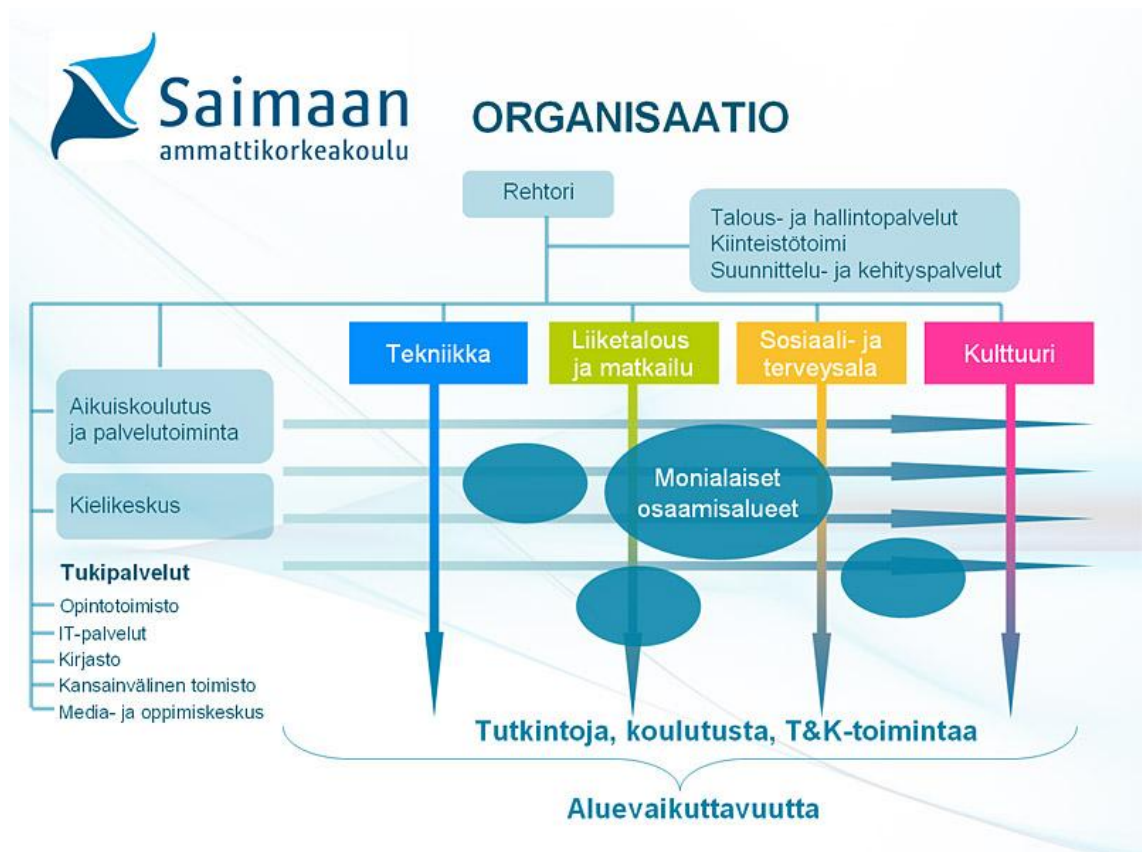 Saimaan
ammattikorkeakoulu
ORGANISAATIO
Rehtori
Talous- ja hallintopalvelut
Kiinteistötoimi
Suunnittelu- ja kehityspalvelut
Tekniikka
Liiketalous
ja matkailu
Sosiaali- ja
terveysala
Kulttuuri
Aikuiskoulutus
ja palvelutoiminta
Kielikeskus
Monialaiset
osaamisalueet
Tukipalvelut
Opintotoimisto
IT-palvelut
Kirjasto
Kansainvälinen toimisto
Media- ja oppimiskeskus
Tutkintoja, koulutusta, T&K-toimintaa
Aluevaikuttavuutta